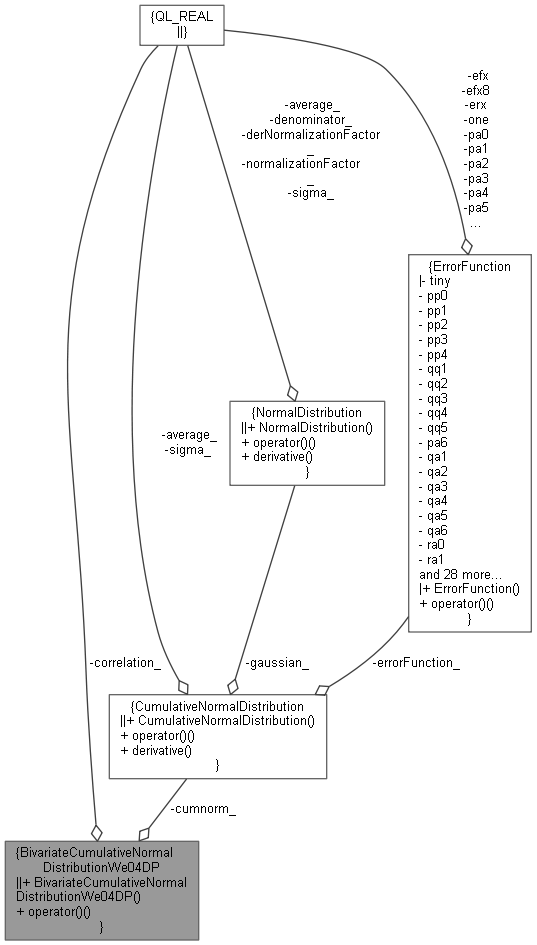 {QL_REAL
||}
-efx
-efx8
-erx
-one
-pa0
-pa1
-pa2
-pa3
-pa4
-pa5
...
-average_
-denominator_
-derNormalizationFactor
_
-normalizationFactor
_
-sigma_
{ErrorFunction
|- tiny
- pp0
- pp1
- pp2
- pp3
- pp4
- qq1
- qq2
- qq3
- qq4
- qq5
- pa6
- qa1
- qa2
- qa3
- qa4
- qa5
- qa6
- ra0
- ra1
and 28 more...
|+ ErrorFunction()
+ operator()()
}
{NormalDistribution
||+ NormalDistribution()
+ operator()()
+ derivative()
}
-average_
-sigma_
-correlation_
-gaussian_
-errorFunction_
{CumulativeNormalDistribution
||+ CumulativeNormalDistribution()
+ operator()()
+ derivative()
}
-cumnorm_
{BivariateCumulativeNormal
DistributionWe04DP
||+ BivariateCumulativeNormal
DistributionWe04DP()
+ operator()()
}